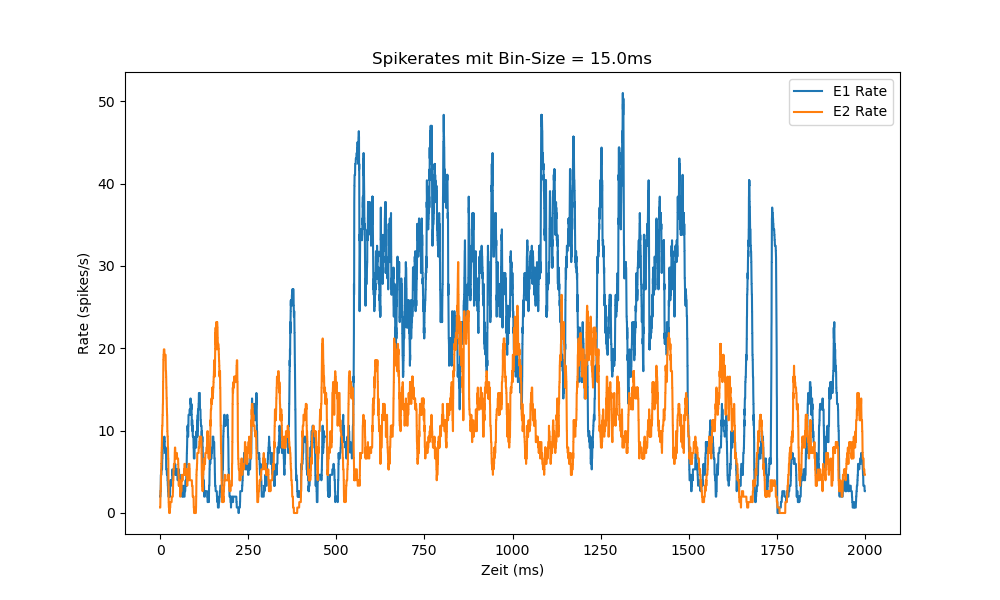 Spikerates mit Bin-Size = 15.0ms
E1 Rate
E2 Rate
50
40
30
20
10
0
Rate (spikes/s)
0 250 500 750 1000 1250 1500 1750 2000
Zeit (ms)